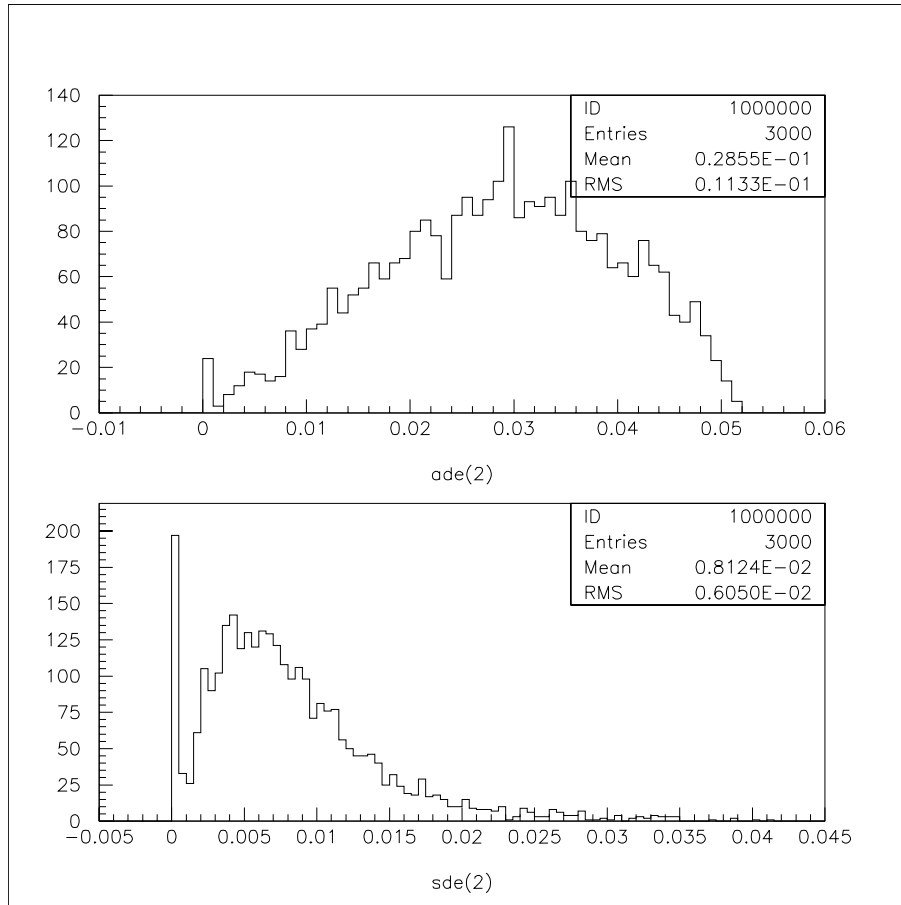 140
120
100
80
60
40
20
0
ID 1000000
Entries 3000
Mean 0.2855E-01
RMS 0.1133E-01
-0.01 0 0.01 0.02 0.03 0.04 0.05 0.06
ade(2)
200
175
150
125
100
75
50
25
0
ID 1000000
Entries 3000
Mean 0.8124E-02
RMS 0.6050E-02
-0.005 0 0.005 0.01 0.015 0.02 0.025 0.03 0.035 0.04 0.045
sde(2)